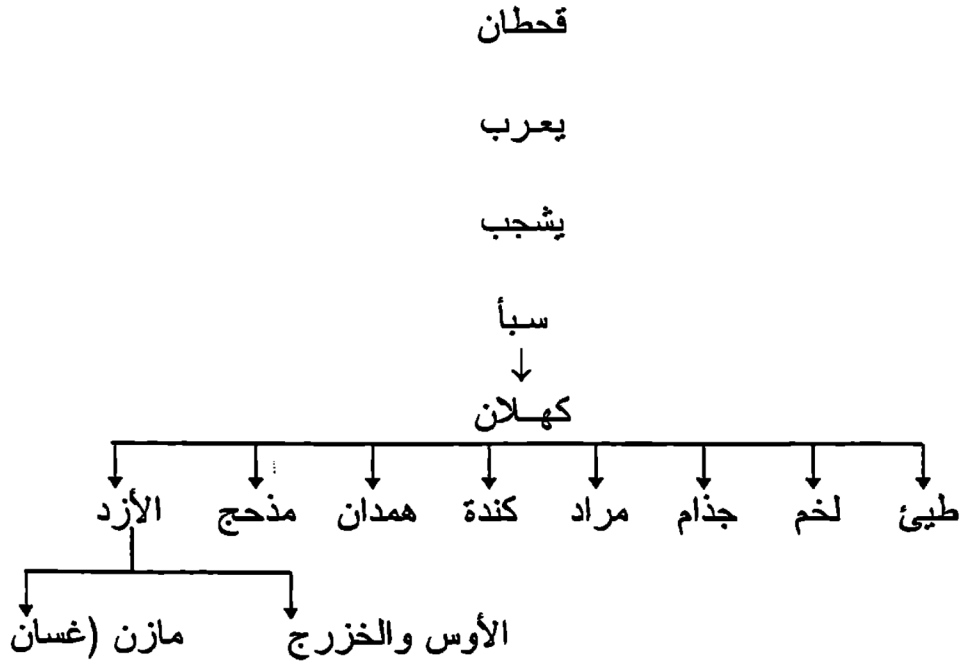 قحطان
يعرب
يشجب
سبأ
كهلان
طيئ لخم جذام مراد كندة همدان مذحج الأزد
الأوس والخزرج مازن (غسان